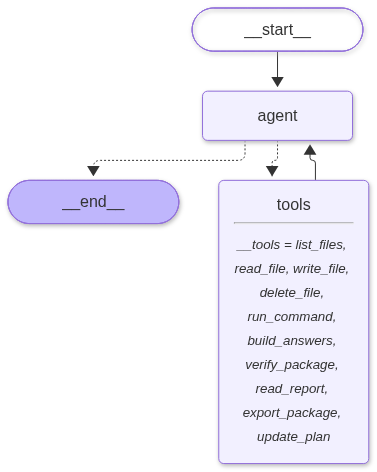 __start__
agent
__end__
tools
__tools = list_files,
read_file, write_file,
delete_file,
run_command,
build_answers,
verify_package,
read_report,
export_package,
update_plan